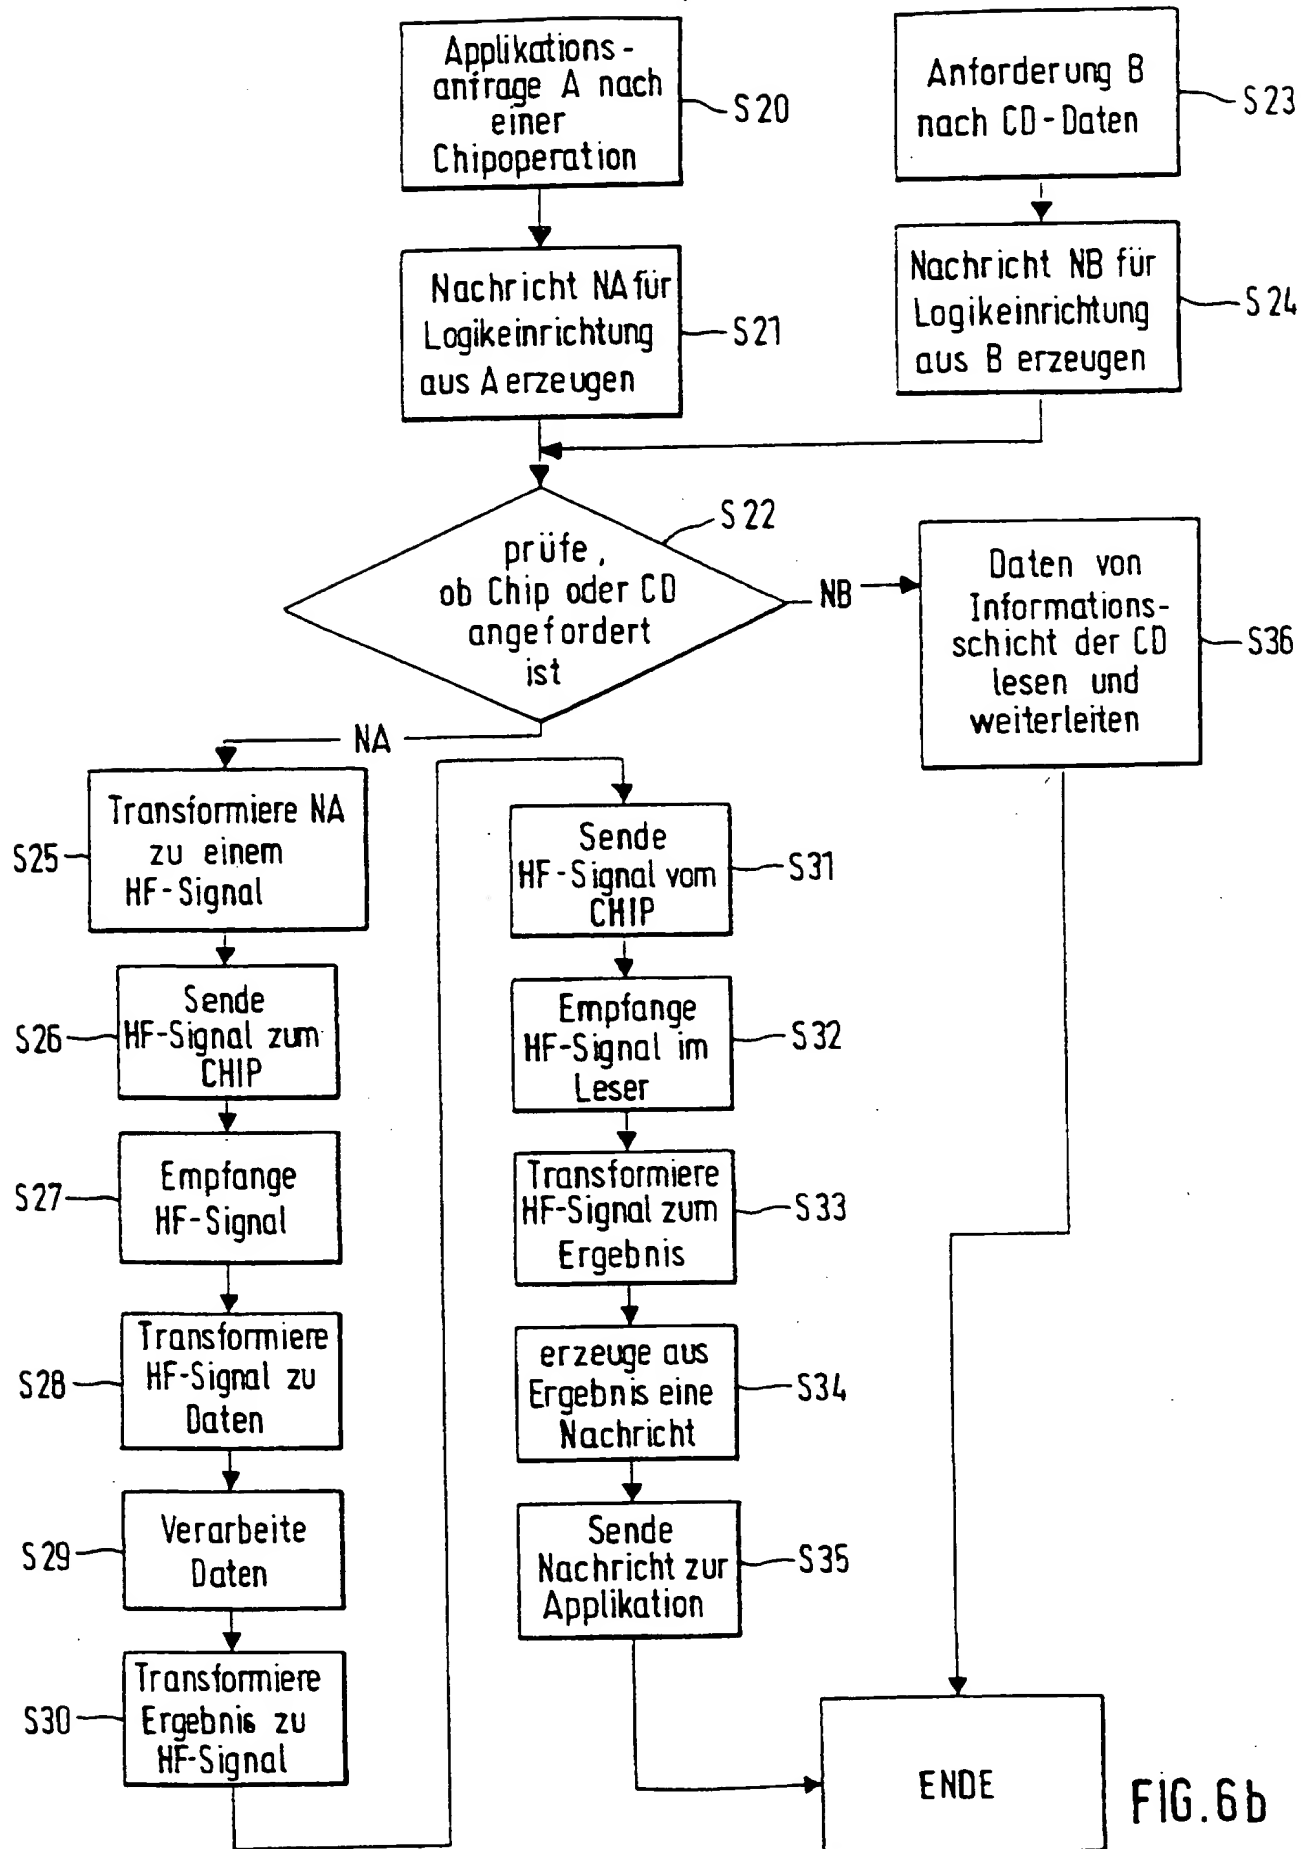 Applikations-
anfrage A nach
einer
Chipoperation
S20
Anforderung B
nach CD-Daten
S23
Nachricht NA für
Logikeinrichtung
aus A erzeugen
S21
Nachricht NB für
Logikeinrichtung
aus B erzeugen
S24
prüfe,
ob Chip oder CD
angefordert
ist
S22
NB
NA
Daten von
Informations-
schicht der CD
lesen und
weiterleiten
S36
Transformiere NA
zu einem
HF-Signal
S25
Sende
HF-Signal zum
CHIP
S26
Empfange
HF-Signal
S27
Transformiere
HF-Signal zu
Daten
S28
Verarbeite
Daten
S29
Transformiere
Ergebnis zu
HF-Signal
S30
Sende
HF-Signal vom
CHIP
S31
Empfange
HF-Signal im
Leser
S32
Transformiere
HF-Signal zum
Ergebnis
S33
erzeuge aus
Ergebnis eine
Nachricht
S34
Sende
Nachricht zur
Applikation
S35
ENDE
FIG.6b